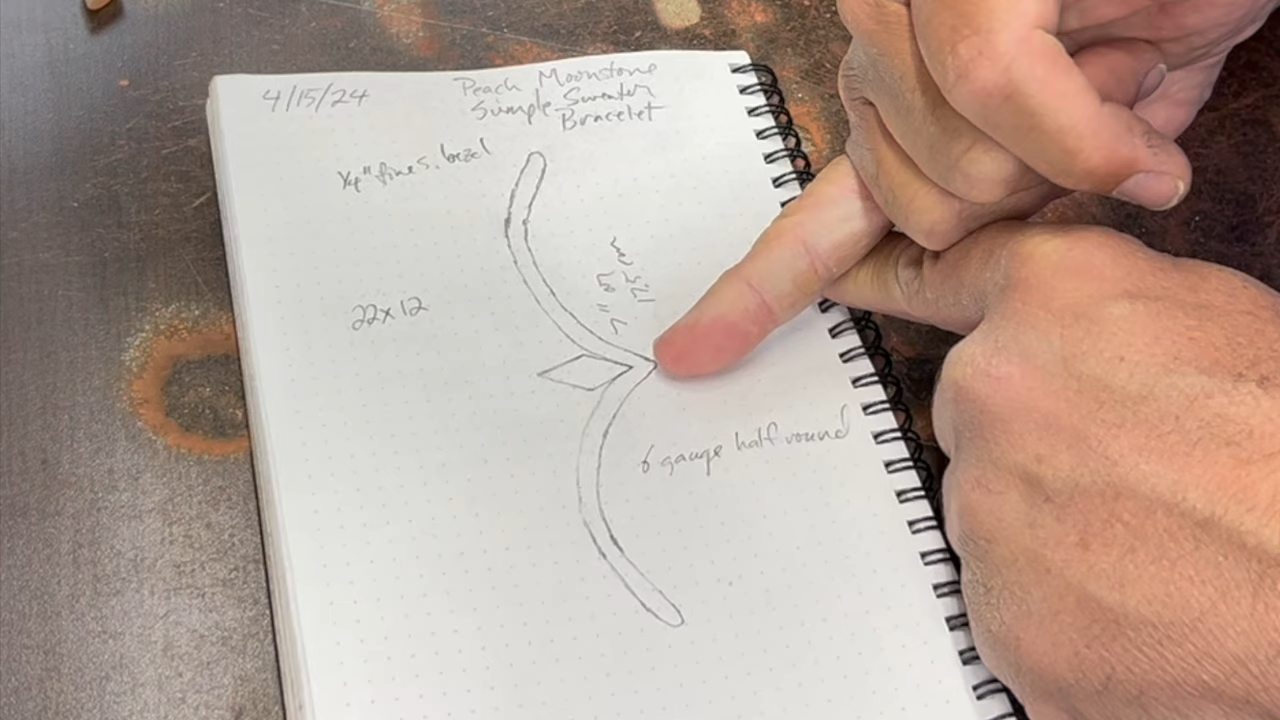 4/15/24
Peach Moonstone
Simple Sweater
Bracelet
1/4" fine s. bezel
22x12
6 gauge half round